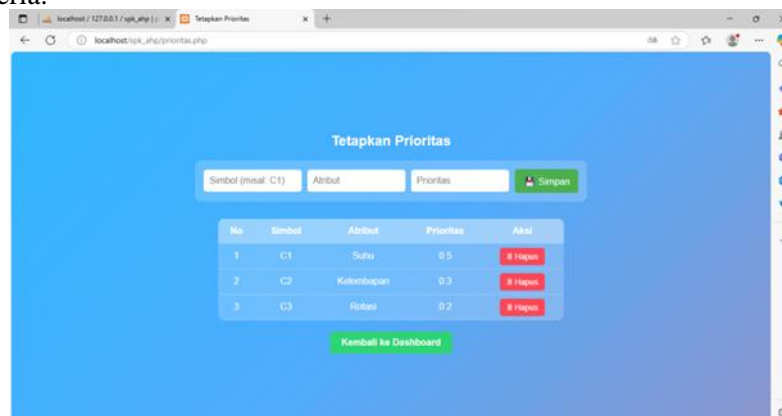 eria.
localhost / 127.0.0.1 / spk_ahp |
Tetapkan Prioritas
localhost/spk_ahp/prioritas.php
Tetapkan Prioritas
Simbol (misal: C1) Atribut Prioritas Simpan
No Simbol Atribut Prioritas Aksi
1 C1 Suhu 0.5 Hapus
2 C2 Kelembapan 0.3 Hapus
3 C3 Rotasi 0.2 Hapus
Kembali ke Dashboard